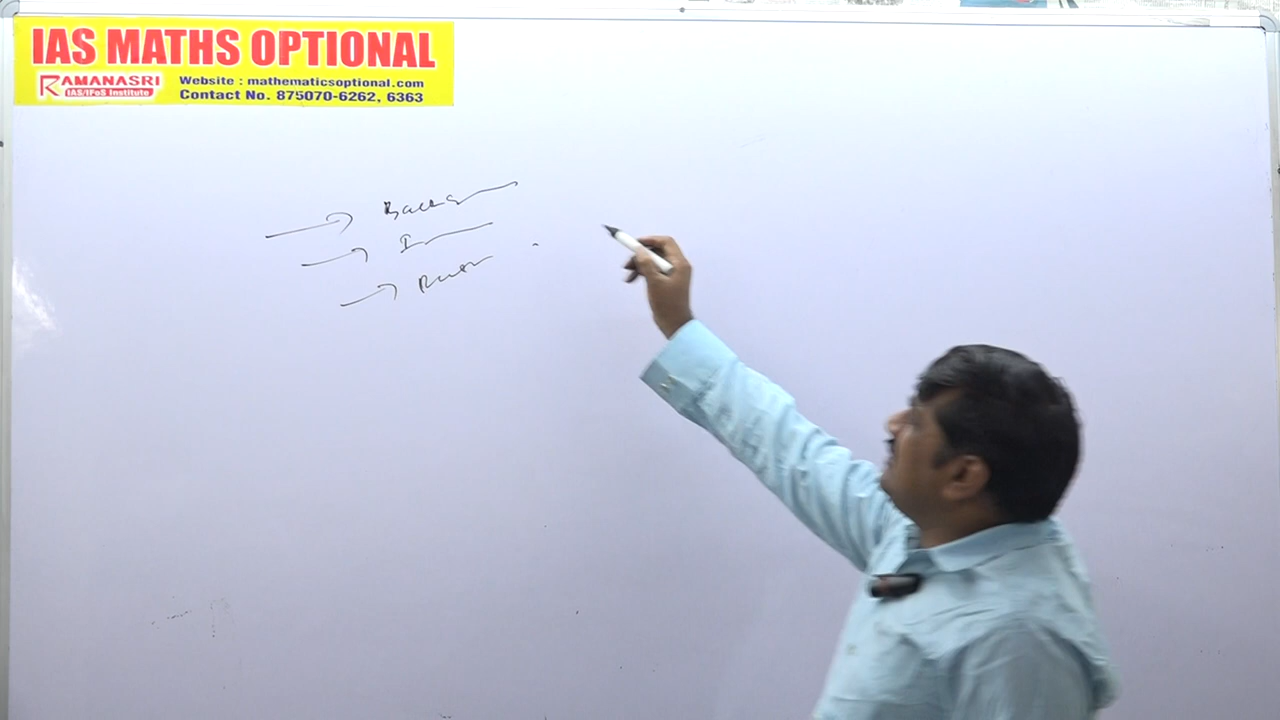 IAS MATHS OPTIONAL
RAMANASRI
IAS/IFoS Institute
Website : mathematicsoptional.com
Contact No. 875070-6262, 6363